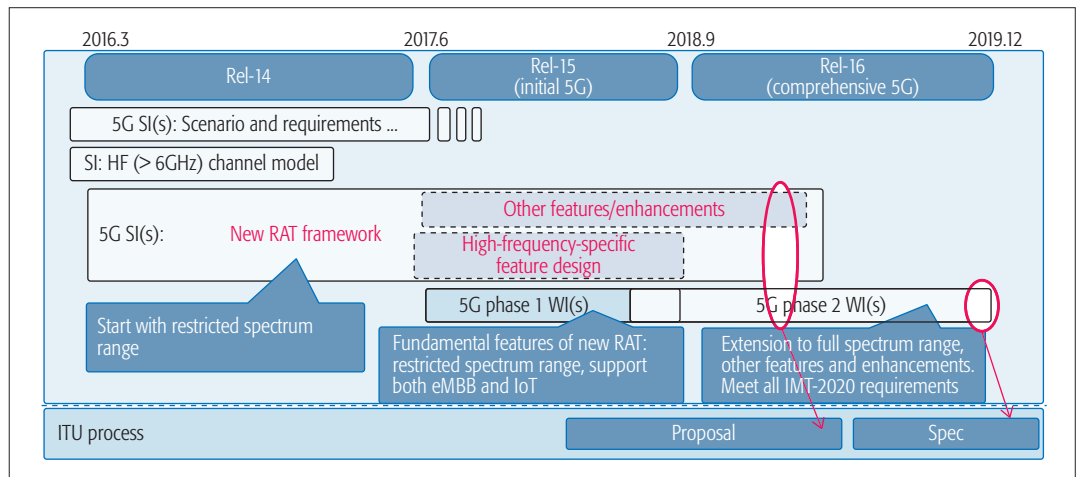 2016.3 2017.6 2018.9 2019.12
Rel-14
Rel-15
(initial 5G)
Rel-16
(comprehensive 5G)
5G SI(s): Scenario and requirements ...
SI: HF (> 6GHz) channel model
5G SI(s): New RAT framework
Other features/enhancements
High-frequency-specific
feature design
5G phase 1 WI(s)
5G phase 2 WI(s)
Start with restricted spectrum
range
Fundamental features of new RAT:
restricted spectrum range, support
both eMBB and IoT
Extension to full spectrum range,
other features and enhancements.
Meet all IMT-2020 requirements
ITU process
Proposal
Spec